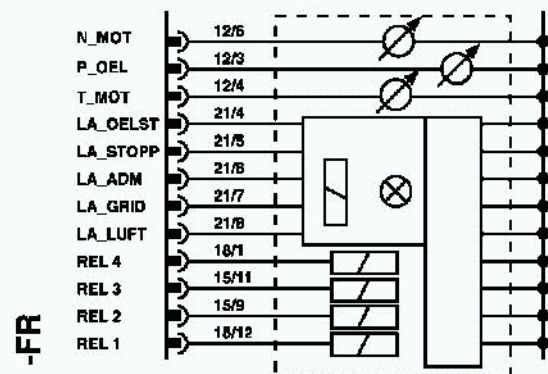 N_MOT 12/6
P_OEL 12/3
T_MOT 12/4
LA_OELST 21/4
LA_STOPP 21/5
LA_ADM 21/6
LA_GRID 21/7
LA_LUFT 21/8
REL 4 18/1
REL 3 15/11
REL 2 15/9
REL 1 18/12
-FR